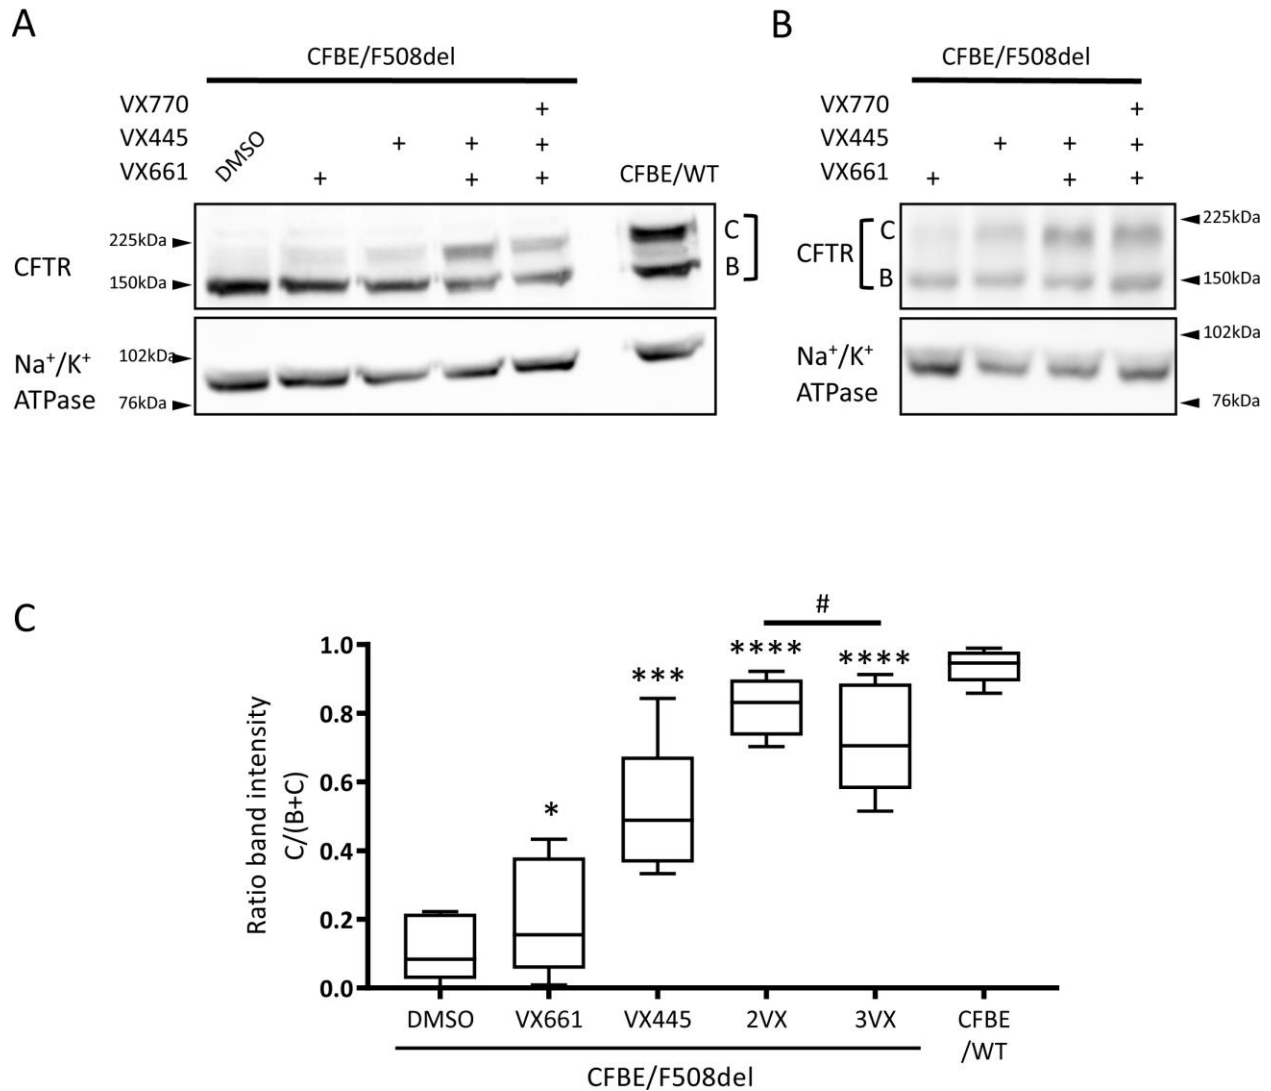 A
CFBE/F508del
VX770 +
VX445 + + +
DMSO
VX661 + + +
CFBE/WT
CFTR
225kDa
150kDa
C
B
Na⁺/K⁺
ATPase
102kDa
76kDa
B
CFBE/F508del
VX770 +
VX445 + + +
VX661 + + +
CFTR
C
B
225kDa
150kDa
Na⁺/K⁺
ATPase
102kDa
76kDa
C
Ratio band intensity
C/(B+C)
1.0
0.8
0.6
0.4
0.2
0.0
*
***
****
****
#
DMSO VX661 VX445 2VX 3VX CFBE
/WT
CFBE/F508del